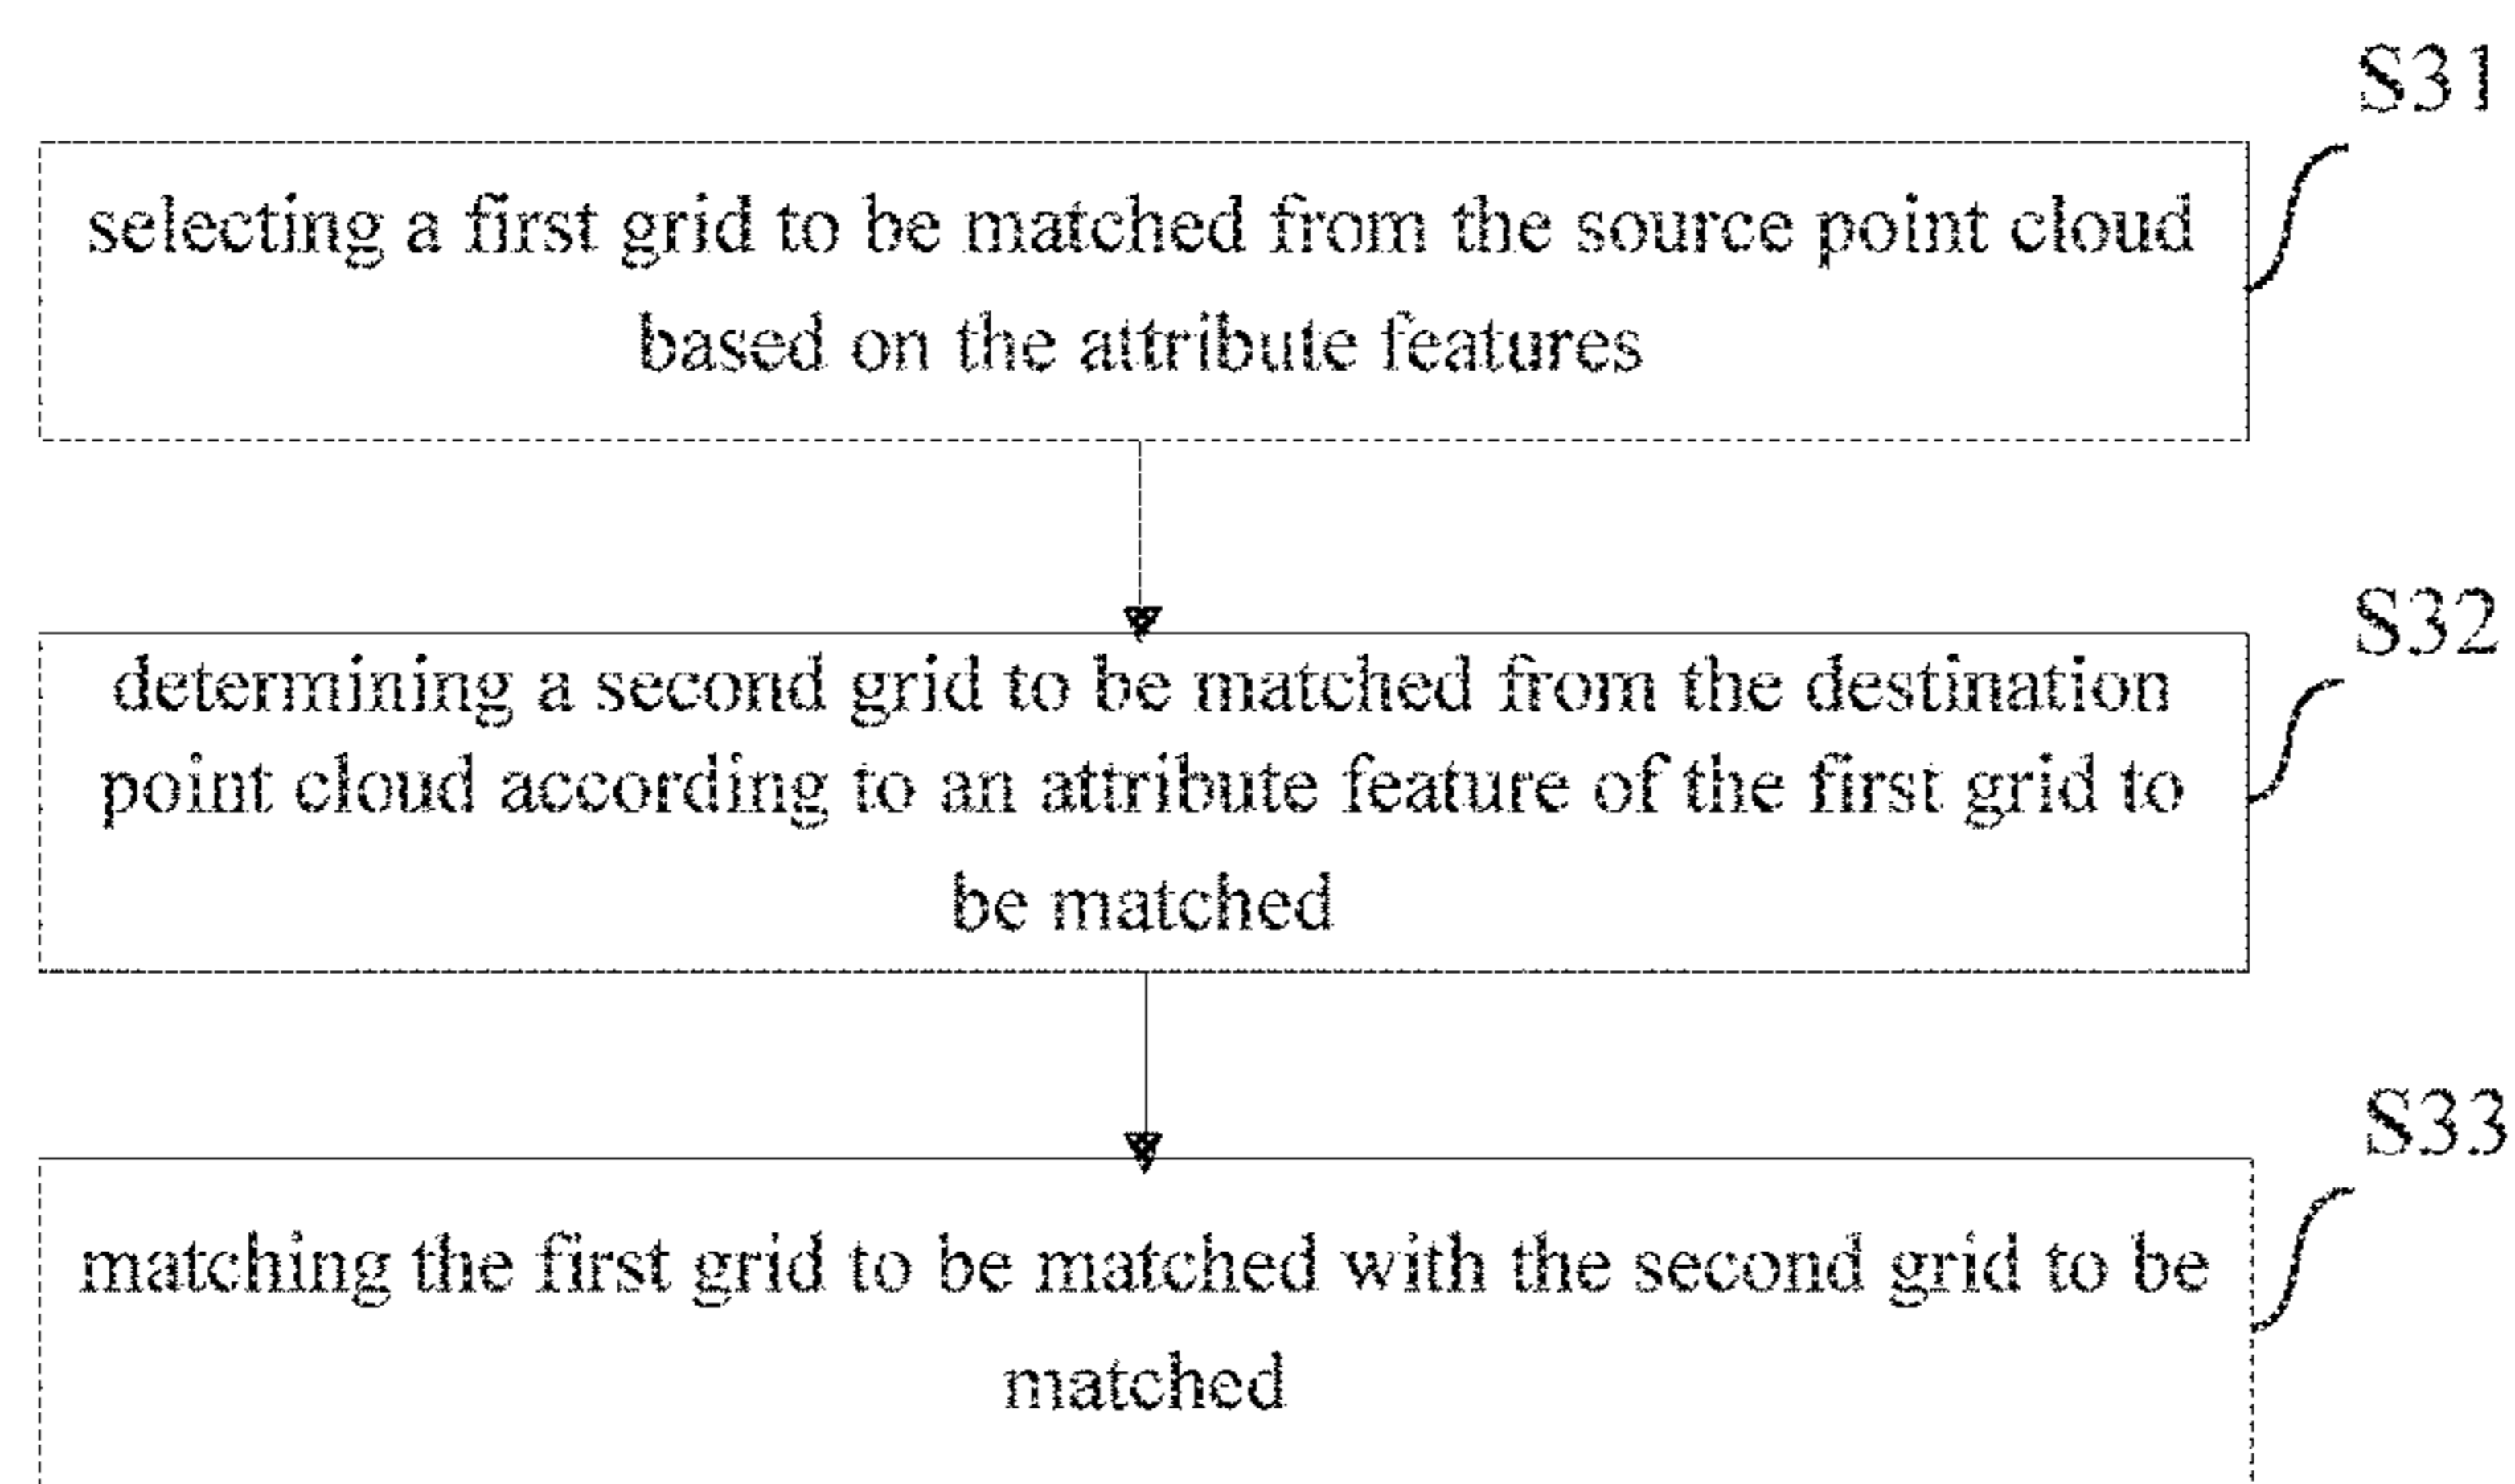 S31
selecting a first grid to be matched from the source point cloud
based on the attribute features
S32
determining a second grid to be matched from the destination
point cloud according to an attribute feature of the first grid to
be matched
S33
matching the first grid to be matched with the second grid to be
matched